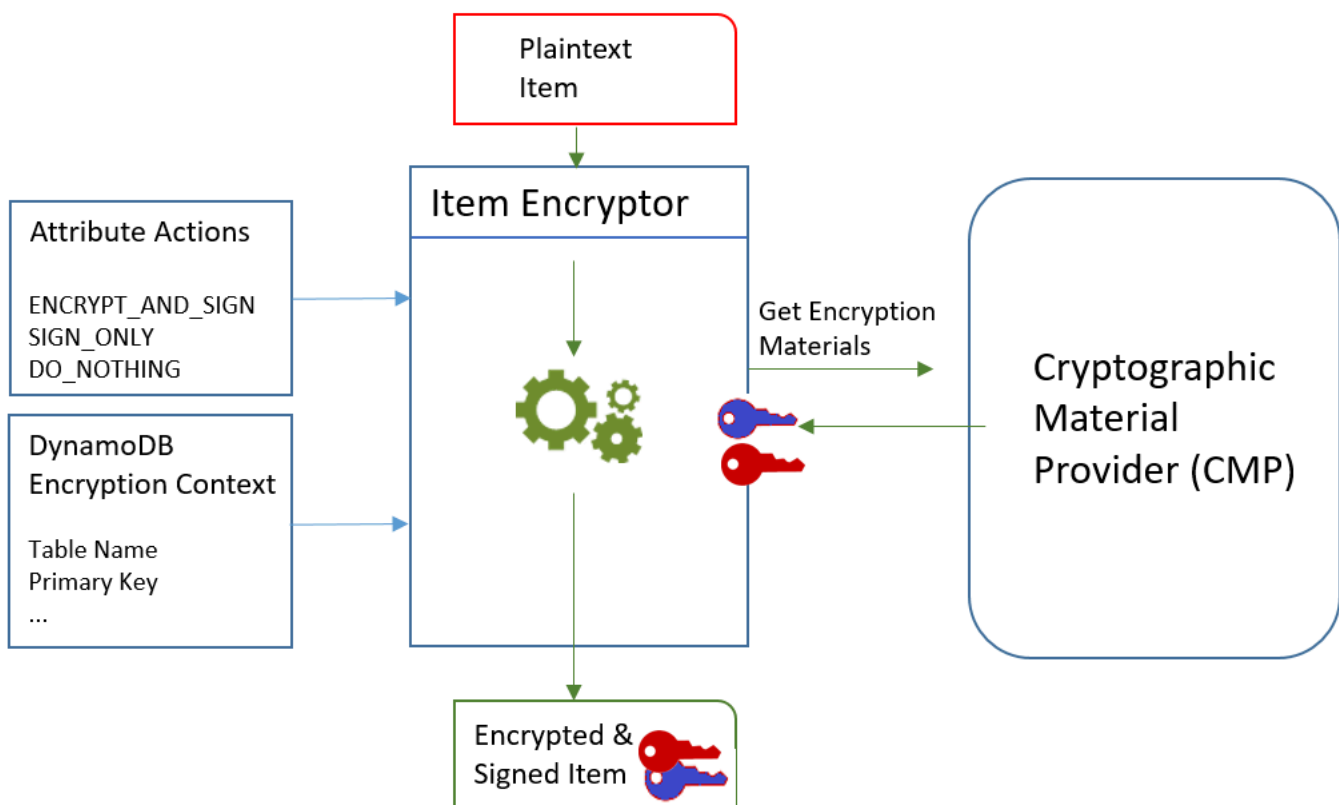 Plaintext
Item
Item Encryptor
Attribute Actions
ENCRYPT_AND_SIGN
SIGN_ONLY
DO_NOTHING
DynamoDB
Encryption Context
Table Name
Primary Key
...
Get Encryption
Materials
Cryptographic
Material
Provider (CMP)
Encrypted &
Signed Item